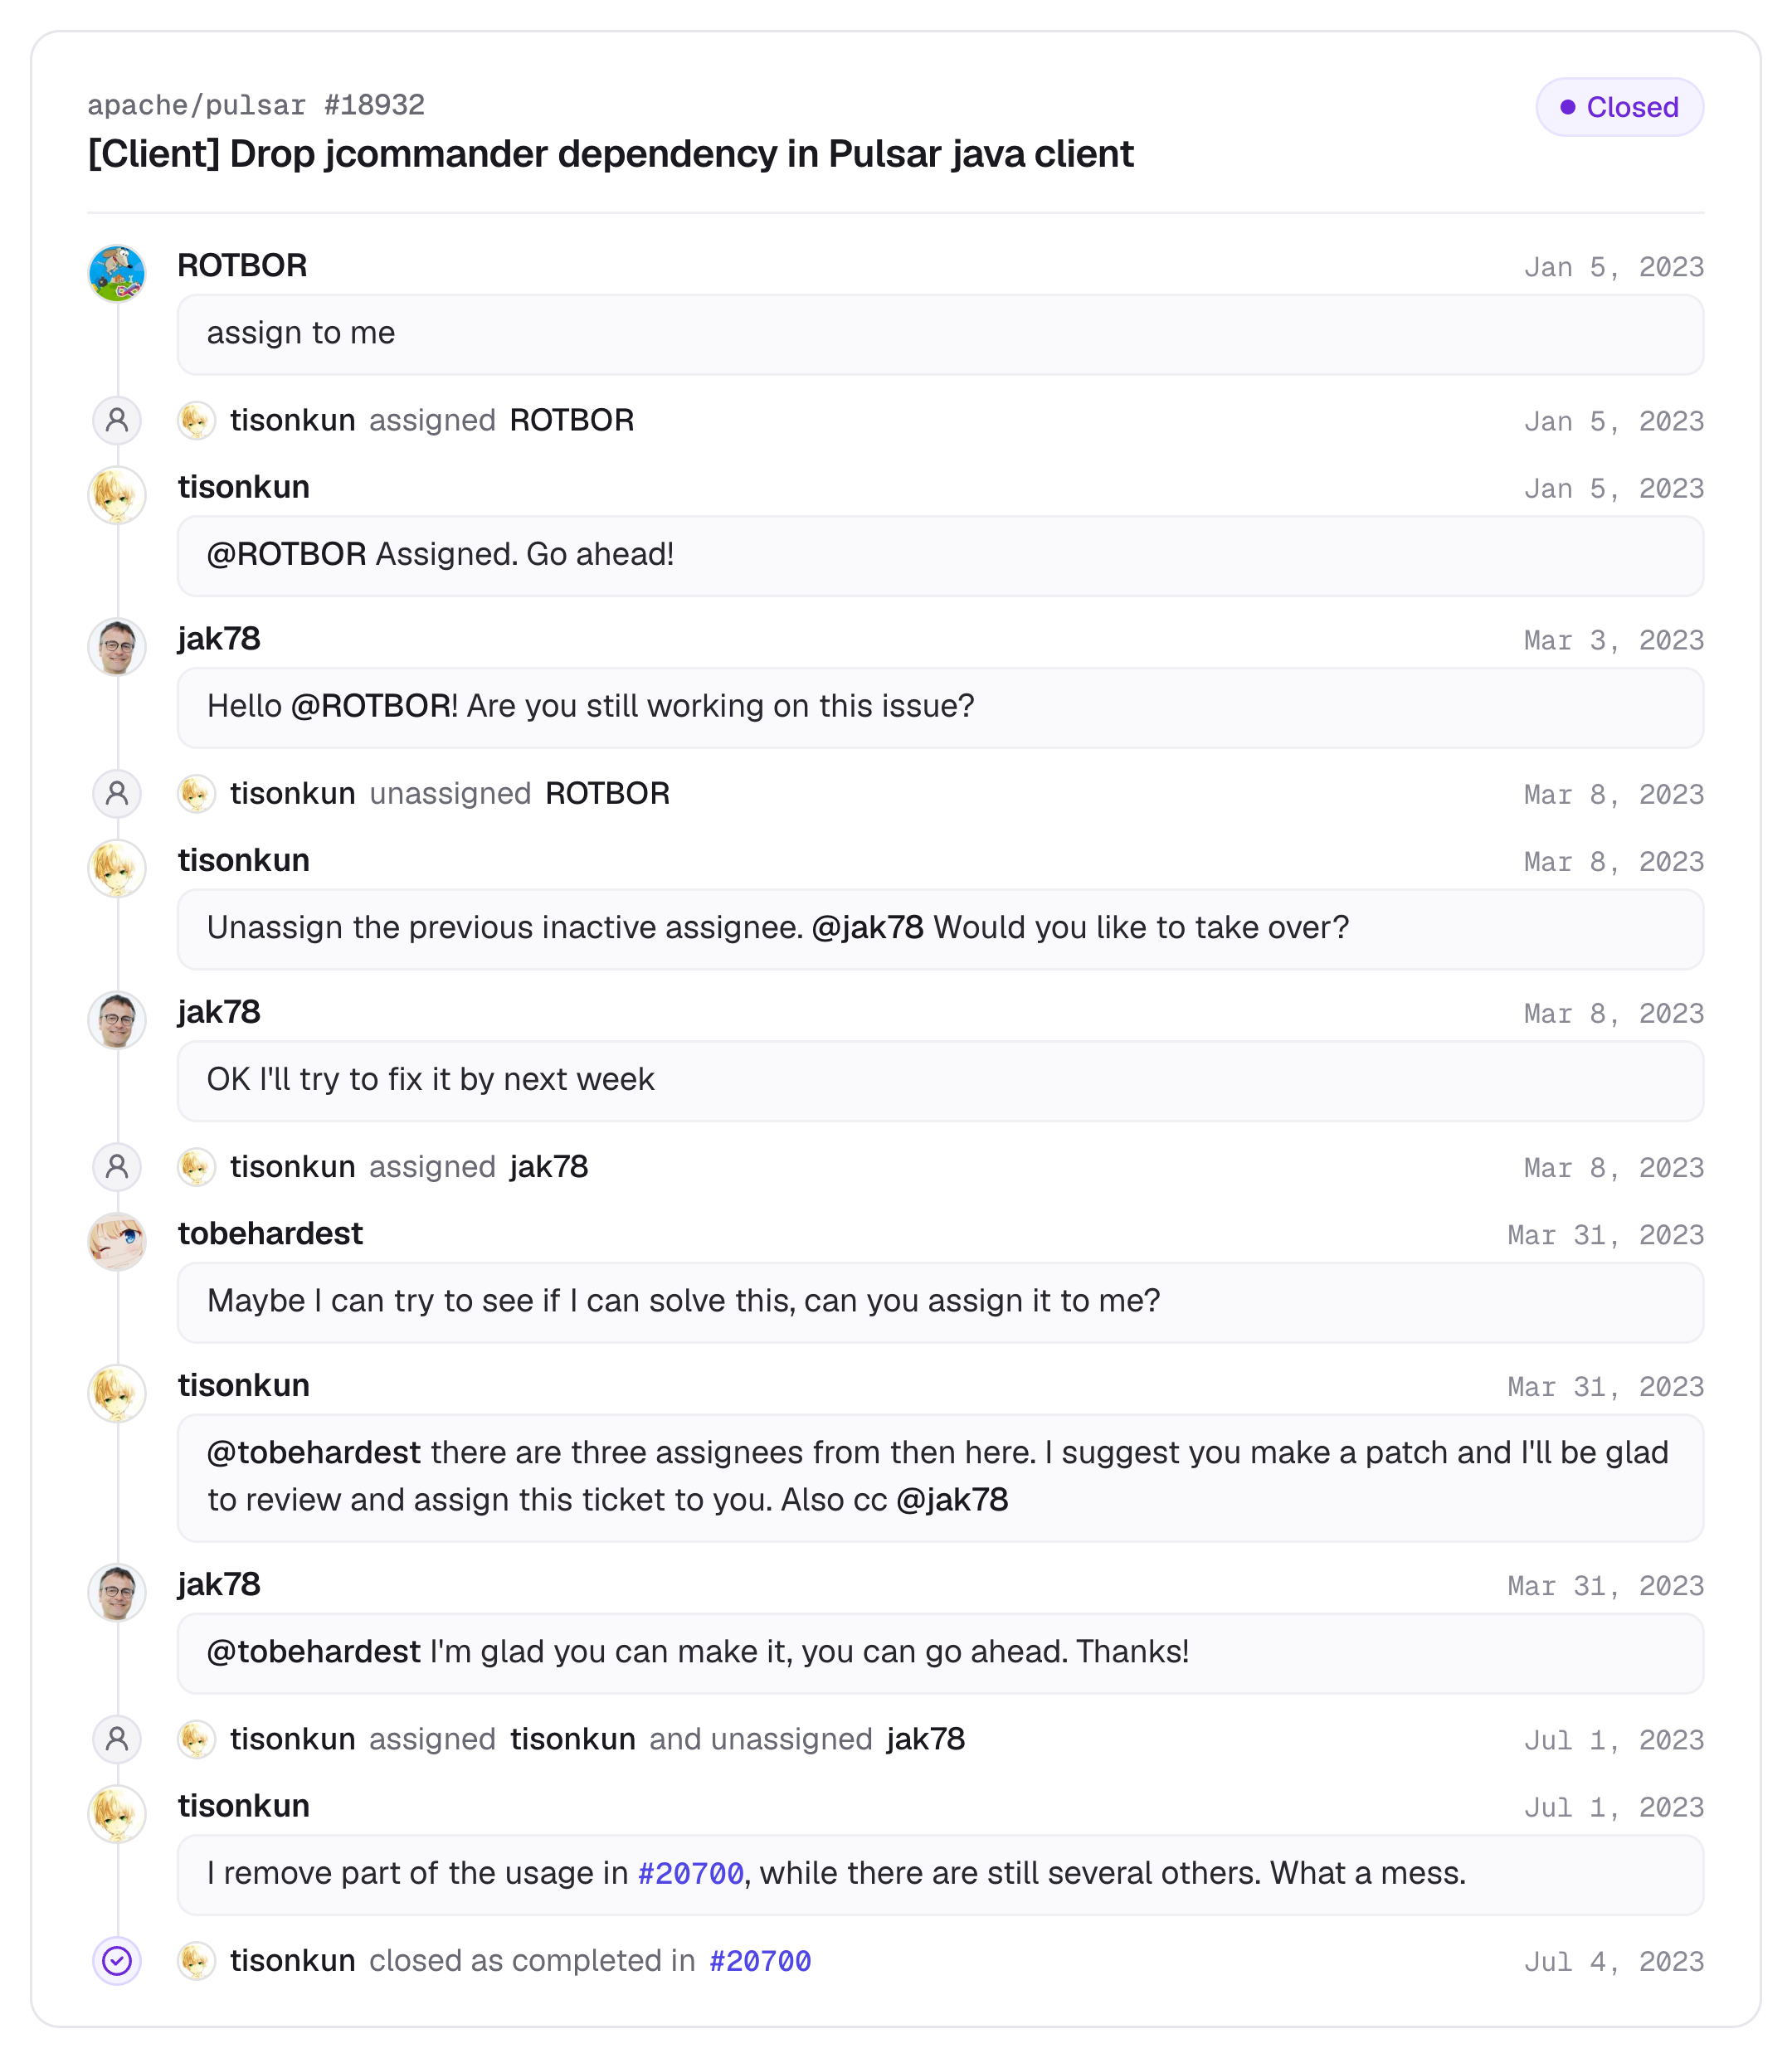 apache/pulsar #18932
Closed
[Client] Drop jcommander dependency in Pulsar java client
ROTBOR
Jan 5, 2023
assign to me
tisonkun assigned ROTBOR
Jan 5, 2023
tisonkun
Jan 5, 2023
@ROTBOR Assigned. Go ahead!
jak78
Mar 3, 2023
Hello @ROTBOR! Are you still working on this issue?
tisonkun unassigned ROTBOR
Mar 8, 2023
tisonkun
Mar 8, 2023
Unassign the previous inactive assignee. @jak78 Would you like to take over?
jak78
Mar 8, 2023
OK I'll try to fix it by next week
tisonkun assigned jak78
Mar 8, 2023
tobehardest
Mar 31, 2023
Maybe I can try to see if I can solve this, can you assign it to me?
tisonkun
Mar 31, 2023
@tobehardest there are three assignees from then here. I suggest you make a patch and I'll be glad
to review and assign this ticket to you. Also cc @jak78
jak78
Mar 31, 2023
@tobehardest I'm glad you can make it, you can go ahead. Thanks!
tisonkun assigned tisonkun and unassigned jak78
Jul 1, 2023
tisonkun
Jul 1, 2023
I remove part of the usage in #20700, while there are still several others. What a mess.
tisonkun closed as completed in #20700
Jul 4, 2023